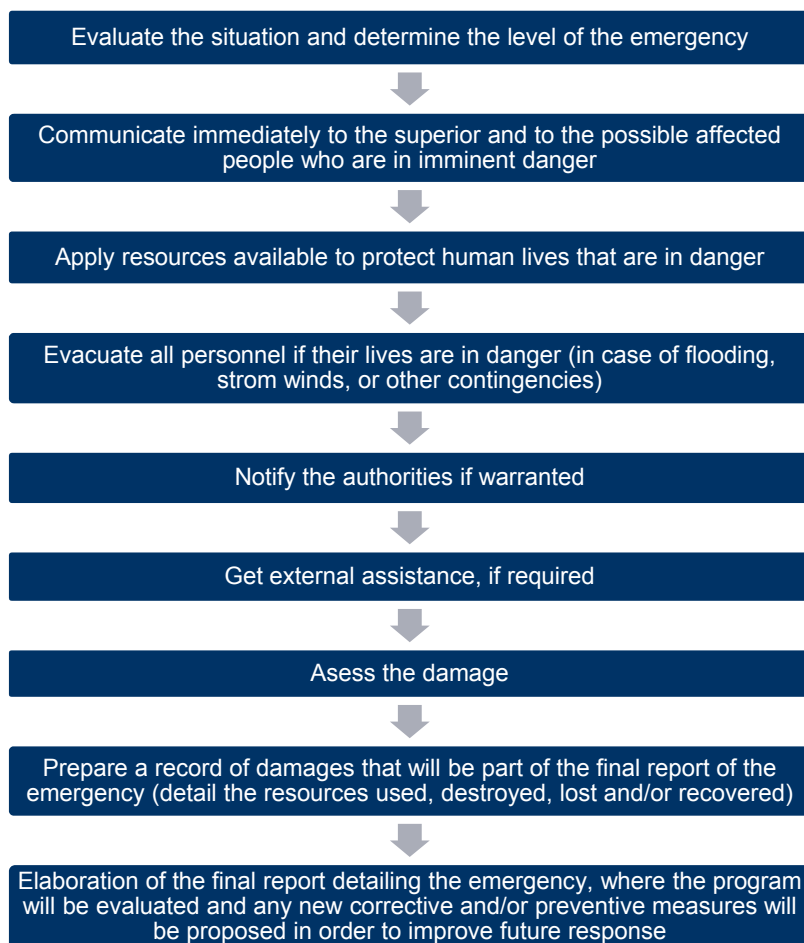 Evaluate the situation and determine the level of the emergency
Communicate immediately to the superior and to the possible affected
people who are in imminent danger
Apply resources available to protect human lives that are in danger
Evacuate all personnel if their lives are in danger (in case of flooding,
strom winds, or other contingencies)
Notify the authorities if warranted
Get external assistance, if required
Asess the damage
Prepare a record of damages that will be part of the final report of the
emergency (detail the resources used, destroyed, lost and/or recovered)
Elaboration of the final report detailing the emergency, where the program
will be evaluated and any new corrective and/or preventive measures will
be proposed in order to improve future response